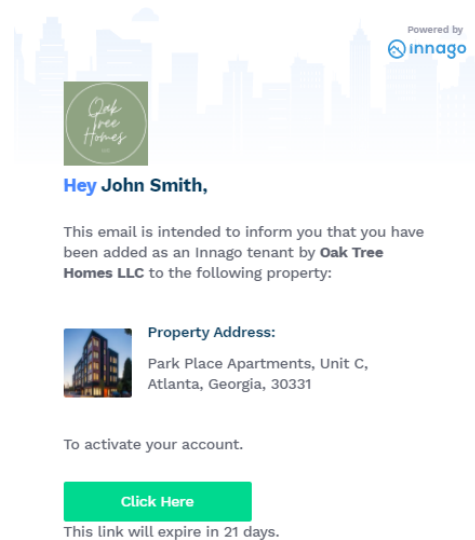 Powered by
innago
Oak
Tree
Homes
LLC
Hey John Smith,
This email is intended to inform you that you have
been added as an Innago tenant by Oak Tree
Homes LLC to the following property:
Property Address:
Park Place Apartments, Unit C,
Atlanta, Georgia, 30331
To activate your account.
Click Here
This link will expire in 21 days.